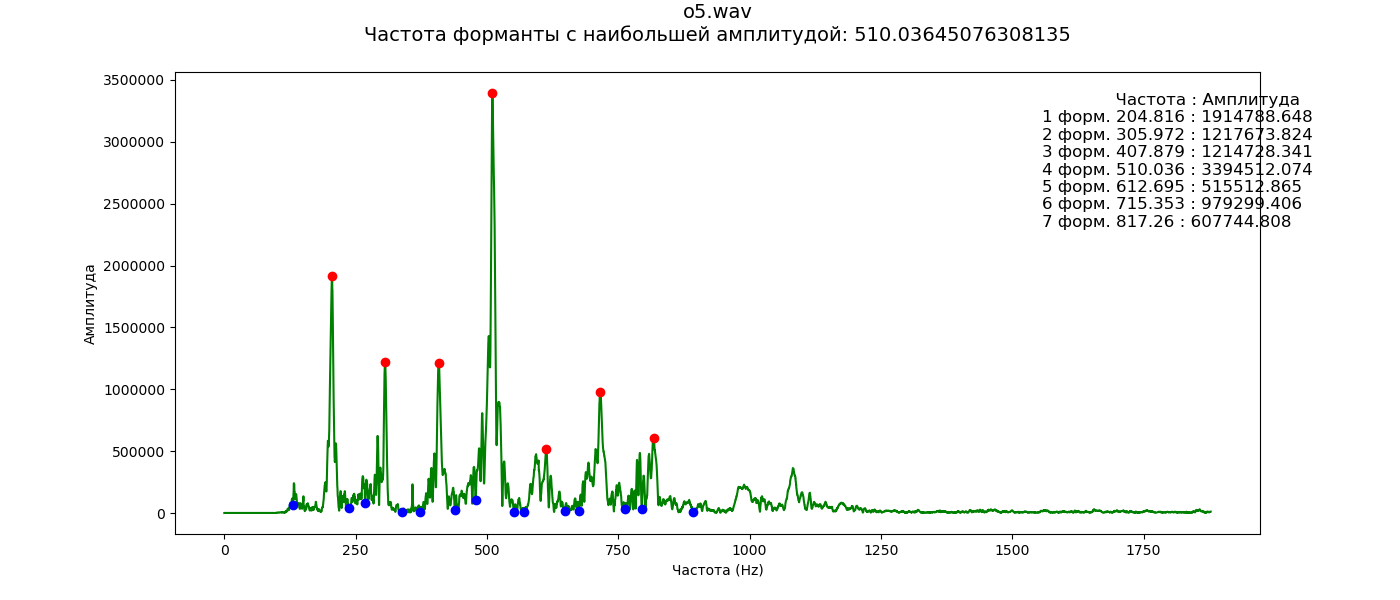 o5.wav
Частота форманты с наибольшей амплитудой: 510.03645076308135
3500000
3000000
2500000
2000000
1500000
1000000
500000
0
Амплитуда
Частота : Амплитуда
1 форм. 204.816 : 1914788.648
2 форм. 305.972 : 1217673.824
3 форм. 407.879 : 1214728.341
4 форм. 510.036 : 3394512.074
5 форм. 612.695 : 515512.865
6 форм. 715.353 : 979299.406
7 форм. 817.26 : 607744.808
0 250 500 750 1000 1250 1500 1750
Частота (Hz)